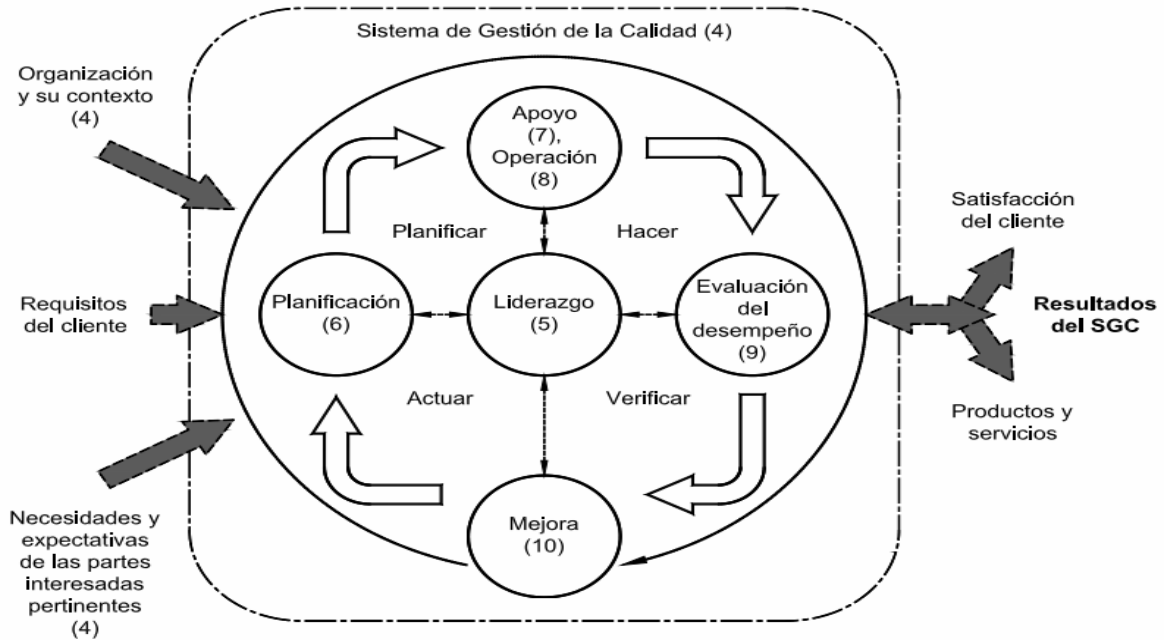 Sistema de Gestión de la Calidad (4)
Organización
y su contexto
(4)
Apoyo
(7),
Operación
(8)
Planificar
Hacer
Satisfacción
del cliente
Requisitos
del cliente
Planificación
(6)
Liderazgo
(5)
Evaluación
del
desempeño
(9)
Resultados
del SGC
Actuar
Verificar
Productos y
servicios
Necesidades y
expectativas
de las partes
interesadas
pertinentes
(4)
Mejora
(10)